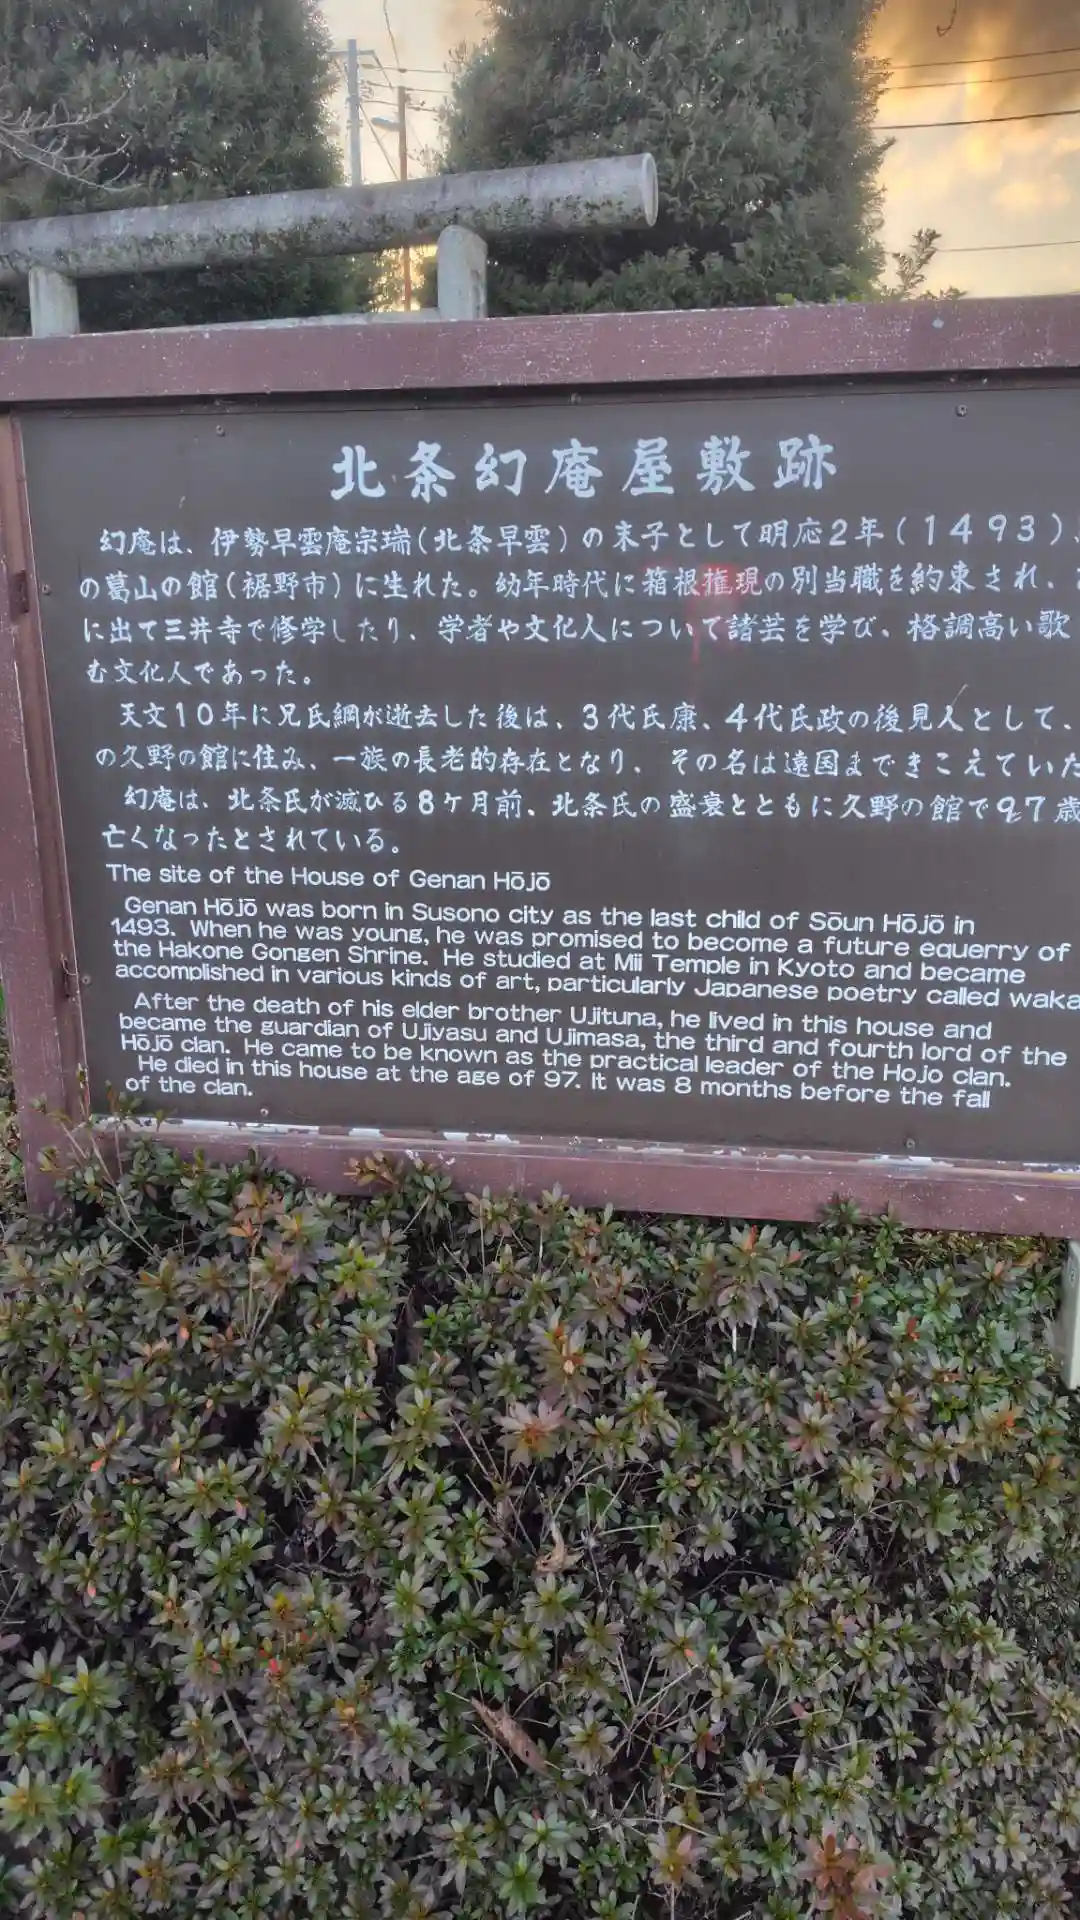 北条幻庵屋敷跡
幻庵は、伊勢早雲庵宗瑞(北条早雲)の末子として明応2年(1493)、
の葛山の館(裾野市)に生れた。幼年時代に箱根権現の別当職を約束され、
に出て三井寺で修学したり、学者や文化人について諸芸を学び、格調高い歌
む文化人であった。
天文10年に兄氏綱が逝去した後は、3代氏康、4代氏政の後見人として、
の久野の館に住み、一族の長老的存在となり、その名は遠国まできこえていた
幻庵は、北条氏が滅びる8ケ月前、北条氏の盛衰とともに久野の館で97歳
亡くなったとされている。
The site of the House of Genan Hōjō
Genan Hōjō was born in Susono city as the last child of Sōun Hōjō in
1493. When he was young, he was promised to become a future equerry of
the Hakone Gongen Shrine. He studied at Mii Temple in Kyoto and became
accomplished in various kinds of art, particularly Japanese poetry called waka
After the death of his elder brother Ujituna, he lived in this house and
became the guardian of Ujiyasu and Ujimasa, the third and fourth lord of the
Hōjō clan. He came to be known as the practical leader of the Hojo clan.
He died in this house at the age of 97. It was 8 months before the fall
of the clan.